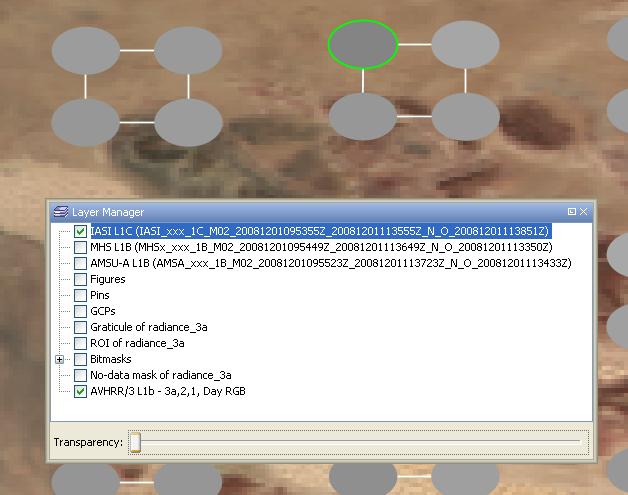 Layer Manager
IASI L1C (IASI_xxx_1C_M02_20081201095355Z_20081201113555Z_N_O_20081201113851Z)
MHS L1B (MHSx_xxx_1B_M02_20081201095449Z_20081201113649Z_N_O_20081201113350Z)
AMSU-A L1B (AMSA_xxx_1B_M02_20081201095523Z_20081201113723Z_N_O_20081201113433Z)
Figures
Pins
GCPs
Graticule of radiance_3a
ROI of radiance_3a
Bitmasks
No-data mask of radiance_3a
AVHRR/3 L1b - 3a,2,1, Day RGB
Transparency: